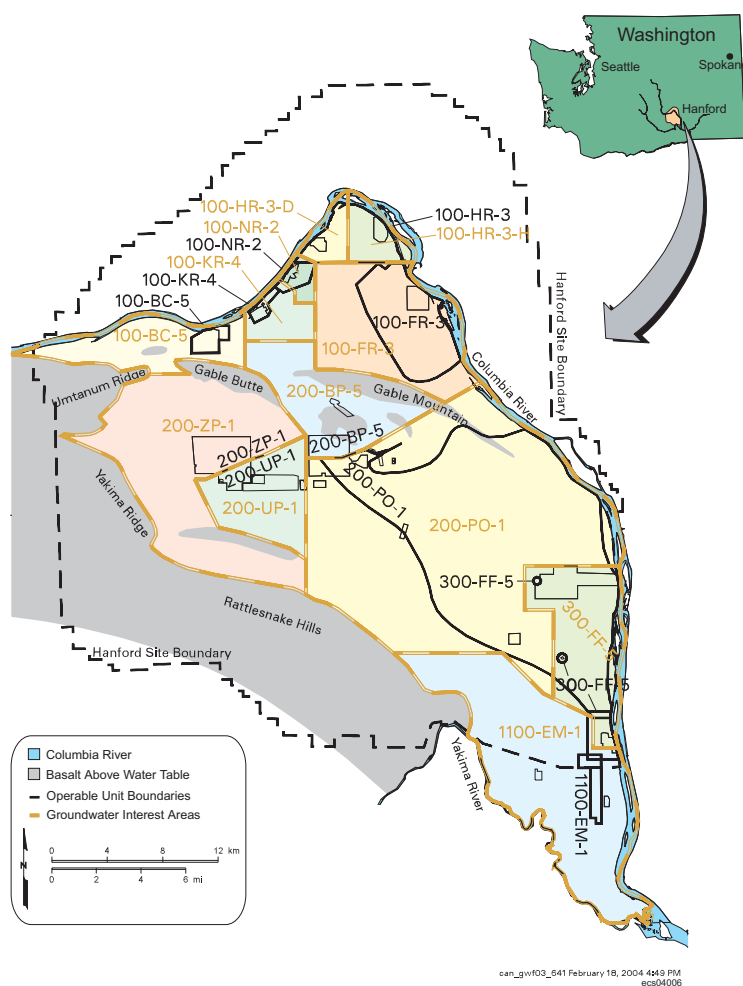 Washington
Seattle
Spokan
Hanford
100-HR-3-D
100-HR-3
100-NR-2
100-HR-3-H
100-NR-2
100-KR-4
100-KR-4
100-BC-5
100-BC-5
100-FR-3
100-FR-3
Hanford Site Boundary
Columbia River
Umtanum Ridge
Gable Butte
200-BP-5
Gable Mountain
200-ZP-1
200-ZP-1
200-BP-5
200-UP-1
200-PO-1
200-UP-1
200-PO-1
Yakima Ridge
300-FF-5
300-FF-5
Rattlesnake Hills
Hanford Site Boundary
300-FF-5
1100-EM-1
Yakima River
1100-EM-1
Columbia River
Basalt Above Water Table
Operable Unit Boundaries
Groundwater Interest Areas
N
0 4 8 12 km
0 2 4 6 mi
can_gwf03_641 February 18, 2004 4:49 PM
ecs04006